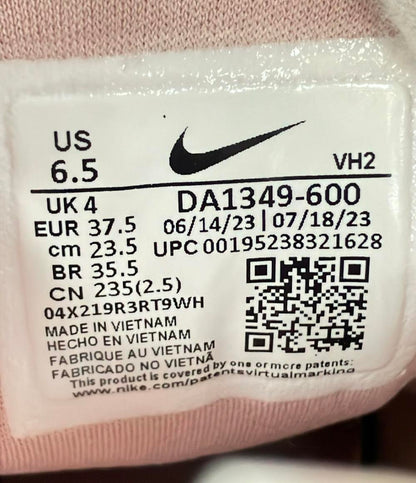 US
6.5
VH2
UK 4
DA1349-600
EUR 37.5
06/14/23 | 07/18/23
cm 23.5
UPC 00195238321628
BR 35.5
CN 235(2.5)
04X219R3RT9WH
MADE IN VIETNAM
HECHO EN VIETNAM
FABRIQUE AU VIETNAM
FABRICADO NO VIETNÃ
This product is covered by one or more patents:
www.nike.com/patentsvirtualmarking